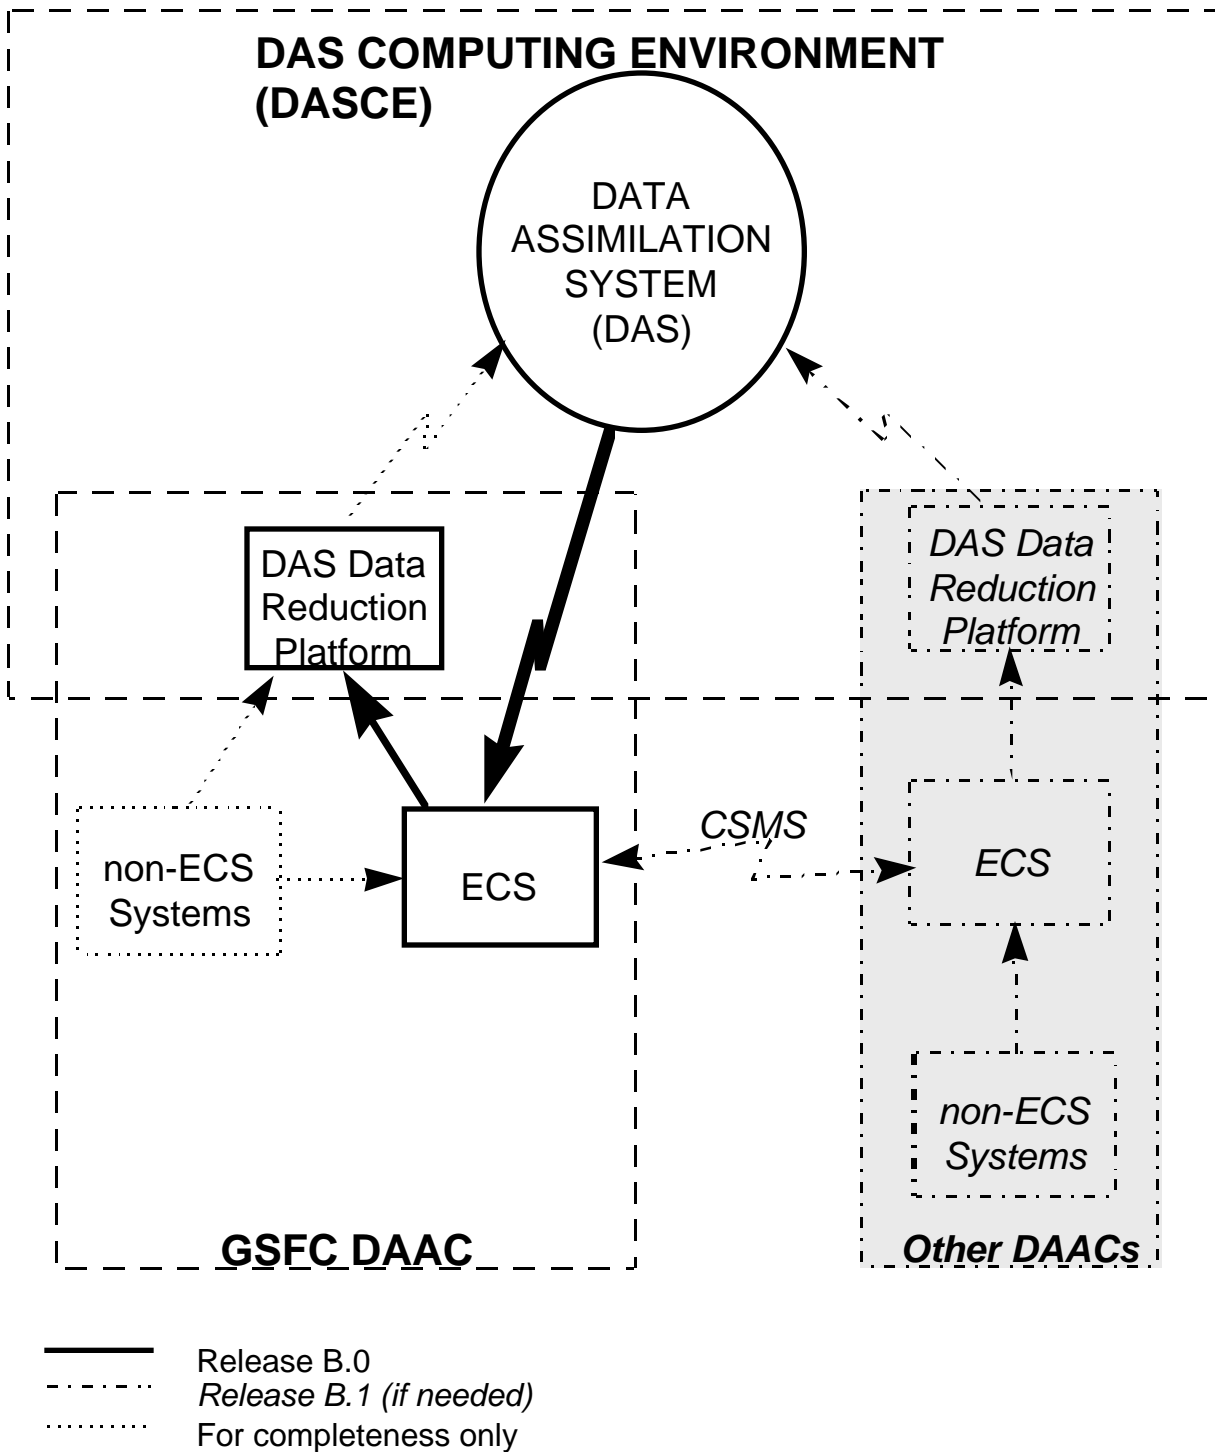 DAS COMPUTING ENVIRONMENT
(DASCE)
DATA
ASSIMILATION
SYSTEM
(DAS)
DAS Data
Reduction
Platform
DAS Data
Reduction
Platform
non-ECS
Systems
ECS
CSMS
ECS
non-ECS
Systems
GSFC DAAC
Other DAACs
Release B.0
Release B.1 (if needed)
For completeness only